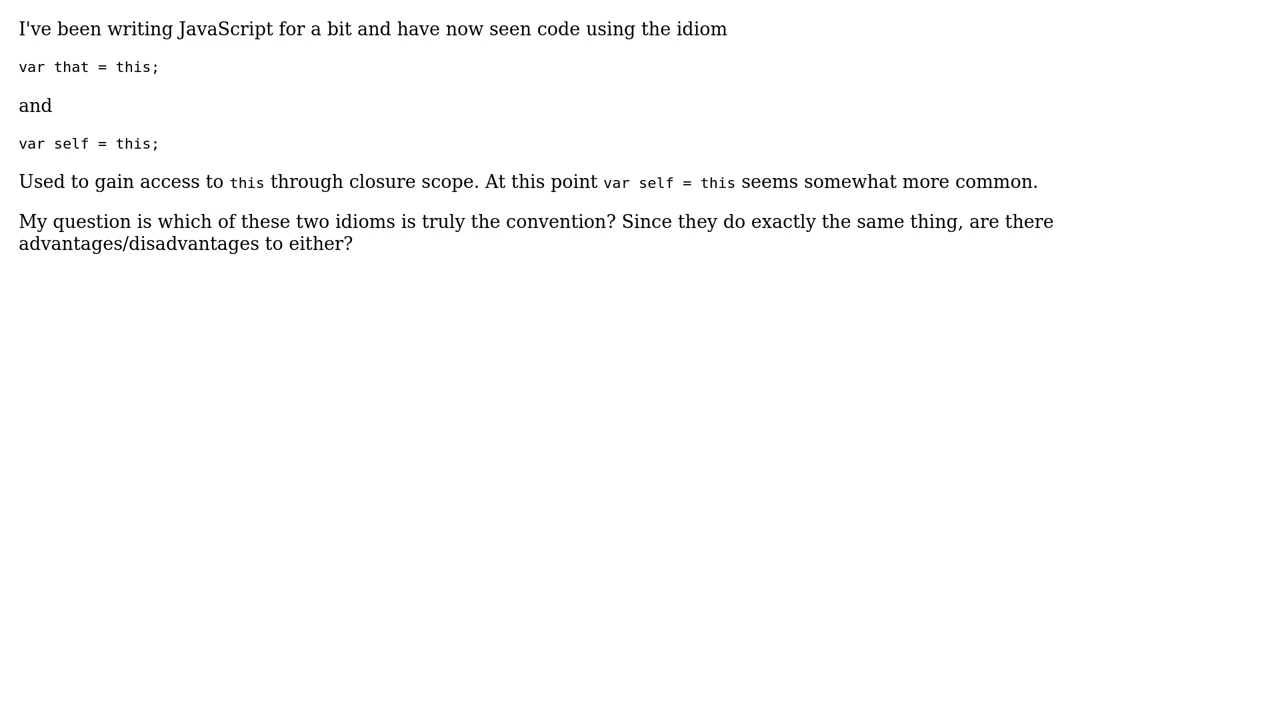 I've been writing JavaScript for a bit and have now seen code using the idiom
var that = this;
and
var self = this;
Used to gain access to this through closure scope. At this point var self = this seems somewhat more common.
My question is which of these two idioms is truly the convention? Since they do exactly the same thing, are there
advantages/disadvantages to either?